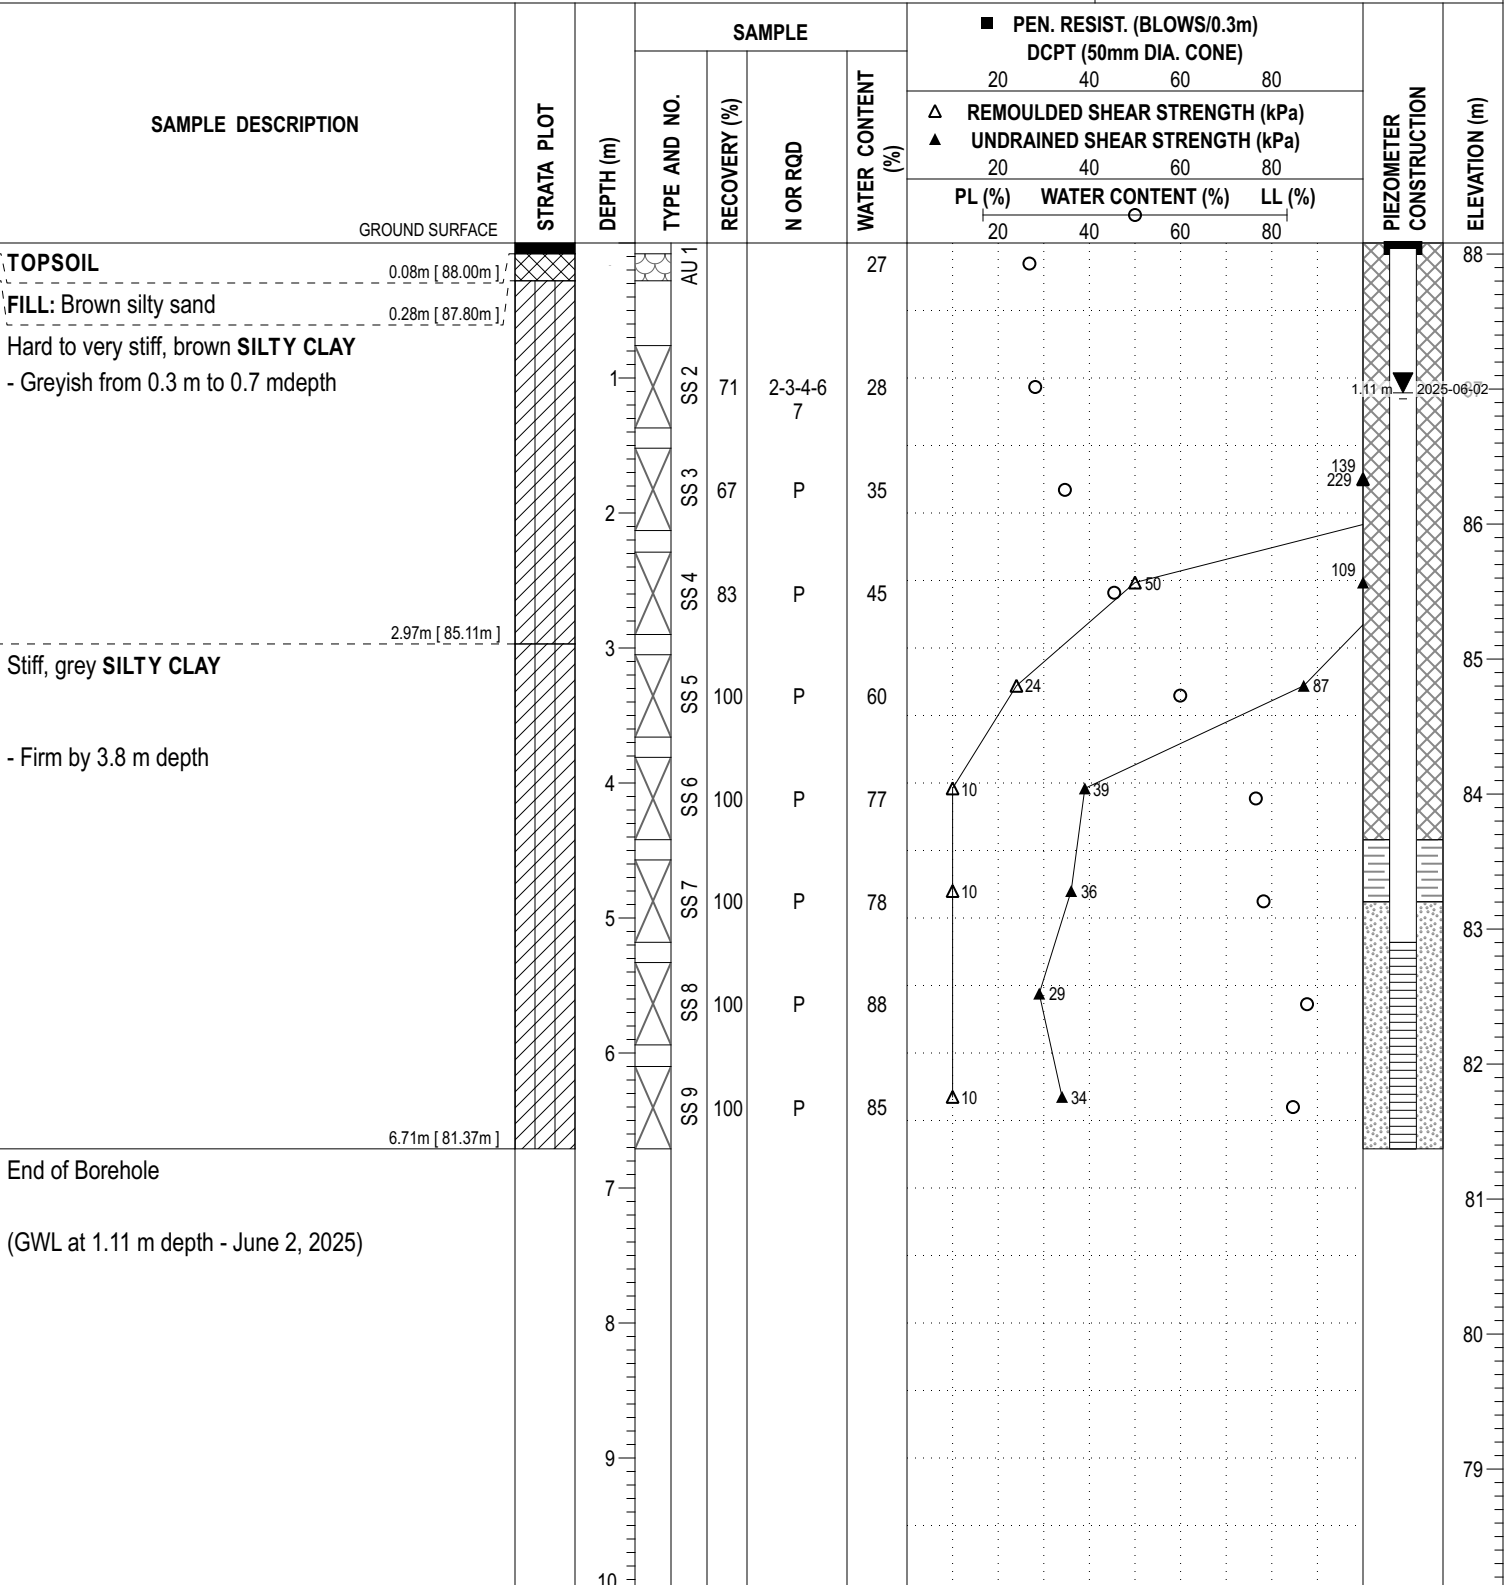 SAMPLE DESCRIPTION
GROUND SURFACE
STRATA PLOT
DEPTH (m)
SAMPLE
TYPE AND NO.
RECOVERY (%)
N OR RQD
WATER CONTENT
(%)
■ PEN. RESIST. (BLOWS/0.3m)
DCPT (50mm DIA. CONE)
20 40 60 80
△ REMOULDED SHEAR STRENGTH (kPa)
▲ UNDRAINED SHEAR STRENGTH (kPa)
20 40 60 80
PL (%) WATER CONTENT (%) LL (%)
20 40 60 80
PIEZOMETER
CONSTRUCTION
ELEVATION (m)
TOPSOIL
0.08m [ 88.00m ]
FILL: Brown silty sand
0.28m [ 87.80m ]
Hard to very stiff, brown SILTY CLAY
- Greyish from 0.3 m to 0.7 mdepth
2.97m [ 85.11m ]
Stiff, grey SILTY CLAY
- Firm by 3.8 m depth
6.71m [ 81.37m ]
End of Borehole
(GWL at 1.11 m depth - June 2, 2025)
1
2
3
4
5
6
7
8
9
10
AU 1 27
SS 2 71 2-3-4-6 28
7
SS 3 67 P 35
SS 4 83 P 45
SS 5 100 P 60
SS 6 100 P 77
SS 7 100 P 78
SS 8 100 P 88
SS 9 100 P 85
139
229
109
50
24
87
10
39
10
36
29
10
34
1.11 m
2025-06-02
88
87
86
85
84
83
82
81
80
79